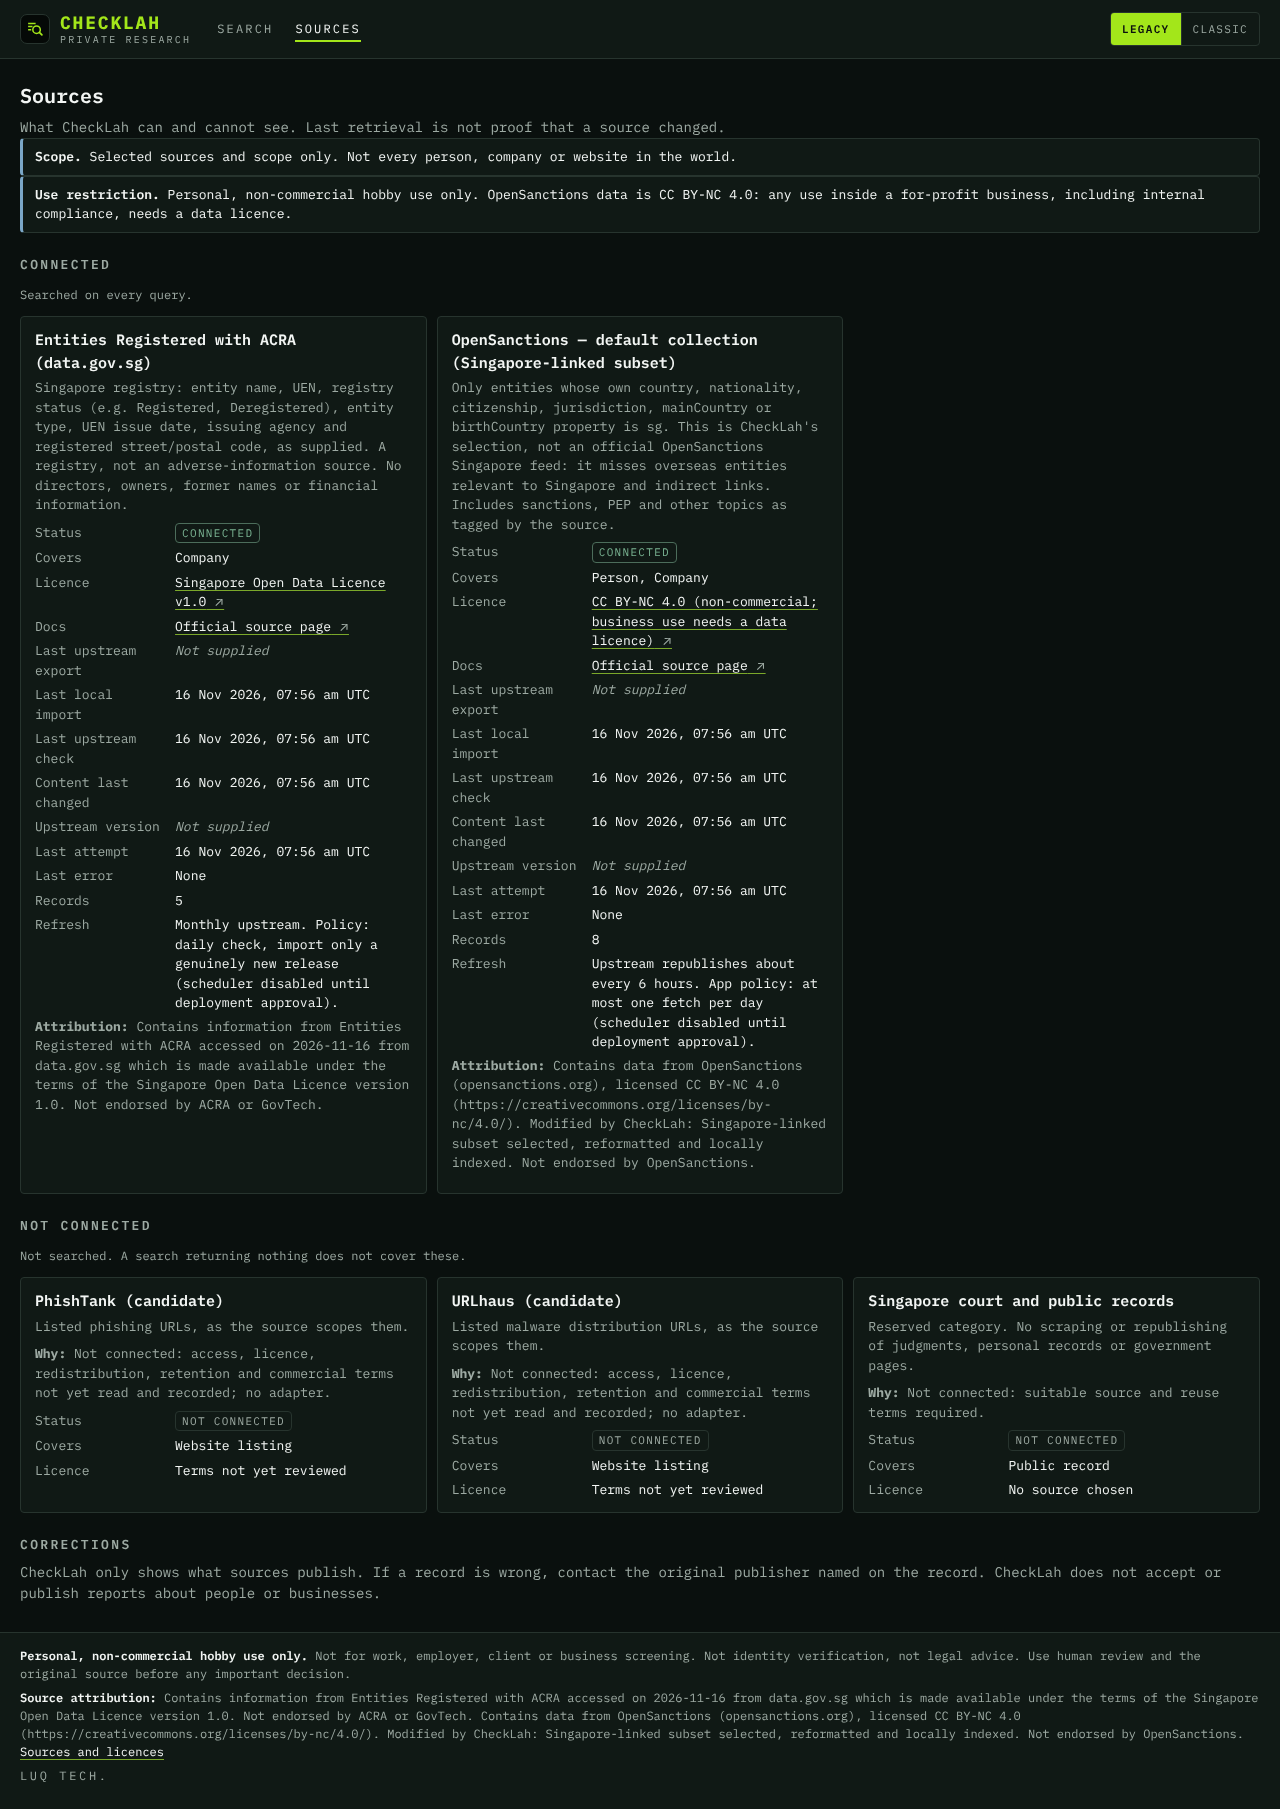 CHECKLAH
PRIVATE RESEARCH
SEARCH
SOURCES
LEGACY
CLASSIC
Sources
What CheckLah can and cannot see. Last retrieval is not proof that a source changed.
Scope. Selected sources and scope only. Not every person, company or website in the world.
Use restriction. Personal, non-commercial hobby use only. OpenSanctions data is CC BY-NC 4.0: any use inside a for-profit business, including internal
compliance, needs a data licence.
CONNECTED
Searched on every query.
Entities Registered with ACRA
(data.gov.sg)
Singapore registry: entity name, UEN, registry
status (e.g. Registered, Deregistered), entity
type, UEN issue date, issuing agency and
registered street/postal code, as supplied. A
registry, not an adverse-information source. No
directors, owners, former names or financial
information.
Status CONNECTED
Covers Company
Licence Singapore Open Data Licence
v1.0 ↗
Docs Official source page ↗
Last upstream Not supplied
export
Last local 16 Nov 2026, 07:56 am UTC
import
Last upstream 16 Nov 2026, 07:56 am UTC
check
Content last 16 Nov 2026, 07:56 am UTC
changed
Upstream version Not supplied
Last attempt 16 Nov 2026, 07:56 am UTC
Last error None
Records 5
Refresh Monthly upstream. Policy:
daily check, import only a
genuinely new release
(scheduler disabled until
deployment approval).
Attribution: Contains information from Entities
Registered with ACRA accessed on 2026-11-16 from
data.gov.sg which is made available under the
terms of the Singapore Open Data Licence version
1.0. Not endorsed by ACRA or GovTech.
OpenSanctions — default collection
(Singapore-linked subset)
Only entities whose own country, nationality,
citizenship, jurisdiction, mainCountry or
birthCountry property is sg. This is CheckLah's
selection, not an official OpenSanctions
Singapore feed: it misses overseas entities
relevant to Singapore and indirect links.
Includes sanctions, PEP and other topics as
tagged by the source.
Status CONNECTED
Covers Person, Company
Licence CC BY-NC 4.0 (non-commercial;
business use needs a data
licence) ↗
Docs Official source page ↗
Last upstream Not supplied
export
Last local 16 Nov 2026, 07:56 am UTC
import
Last upstream 16 Nov 2026, 07:56 am UTC
check
Content last 16 Nov 2026, 07:56 am UTC
changed
Upstream version Not supplied
Last attempt 16 Nov 2026, 07:56 am UTC
Last error None
Records 8
Refresh Upstream republishes about
every 6 hours. App policy: at
most one fetch per day
(scheduler disabled until
deployment approval).
Attribution: Contains data from OpenSanctions
(opensanctions.org), licensed CC BY-NC 4.0
(https://creativecommons.org/licenses/by-
nc/4.0/). Modified by CheckLah: Singapore-linked
subset selected, reformatted and locally
indexed. Not endorsed by OpenSanctions.
NOT CONNECTED
Not searched. A search returning nothing does not cover these.
PhishTank (candidate)
Listed phishing URLs, as the source scopes them.
Why: Not connected: access, licence,
redistribution, retention and commercial terms
not yet read and recorded; no adapter.
Status NOT CONNECTED
Covers Website listing
Licence Terms not yet reviewed
URLhaus (candidate)
Listed malware distribution URLs, as the source
scopes them.
Why: Not connected: access, licence,
redistribution, retention and commercial terms
not yet read and recorded; no adapter.
Status NOT CONNECTED
Covers Website listing
Licence Terms not yet reviewed
Singapore court and public records
Reserved category. No scraping or republishing
of judgments, personal records or government
pages.
Why: Not connected: suitable source and reuse
terms required.
Status NOT CONNECTED
Covers Public record
Licence No source chosen
CORRECTIONS
CheckLah only shows what sources publish. If a record is wrong, contact the original publisher named on the record. CheckLah does not accept or
publish reports about people or businesses.
Personal, non-commercial hobby use only. Not for work, employer, client or business screening. Not identity verification, not legal advice. Use human review and the
original source before any important decision.
Source attribution: Contains information from Entities Registered with ACRA accessed on 2026-11-16 from data.gov.sg which is made available under the terms of the Singapore
Open Data Licence version 1.0. Not endorsed by ACRA or GovTech. Contains data from OpenSanctions (opensanctions.org), licensed CC BY-NC 4.0
(https://creativecommons.org/licenses/by-nc/4.0/). Modified by CheckLah: Singapore-linked subset selected, reformatted and locally indexed. Not endorsed by OpenSanctions.
Sources and licences
LUQ TECH.